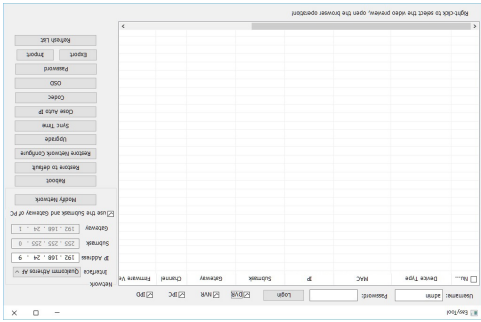 EasyTool
Username: admin Password: Login DVR NVR IPC IPD
Nu... Device Type MAC IP Submask Gateway Channel Firmware Ve
Network
Interface Qualcomm Atheros AR
IP Address 192 . 168 . 24 . 9
Submask 255 . 255 . 255 . 0
Gateway 192 . 168 . 24 . 1
use the Submask and Gateway of PC
Modify Network
Reboot
Restore to default
Restore Network Configure
Upgrade
Sync Time
Close Auto IP
Codec
OSD
Password
Export Import
Refresh List
Right-click to select the video preview, open the browser operation!